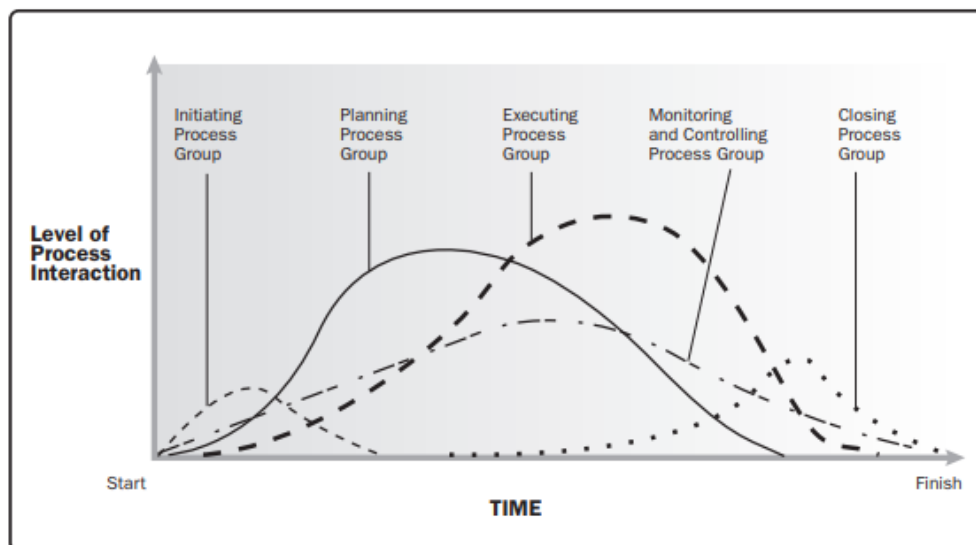 Initiating
Process
Group
Planning
Process
Group
Executing
Process
Group
Monitoring
and Controlling
Process Group
Closing
Process
Group
Level of
Process
Interaction
Start
Finish
TIME